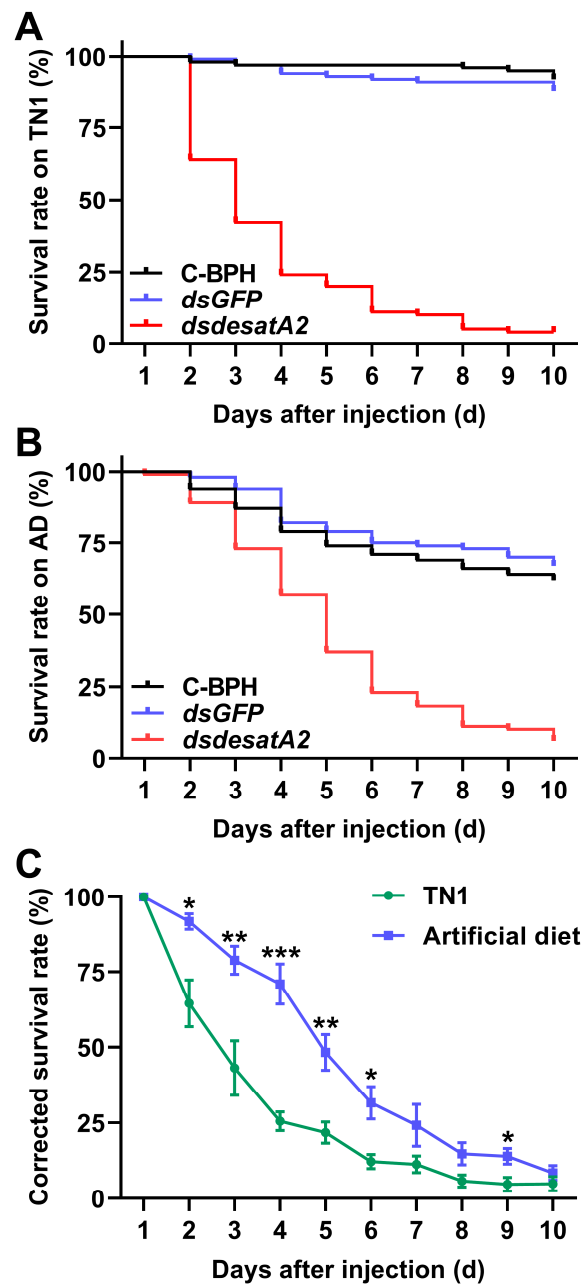 A
Survival rate on TN1 (%)
100
75
50
25
0
C-BPH
dsGFP
dsdesatA2
1 2 3 4 5 6 7 8 9 10
Days after injection (d)
B
Survival rate on AD (%)
100
75
50
25
0
C-BPH
dsGFP
dsdesatA2
1 2 3 4 5 6 7 8 9 10
Days after injection (d)
C
Corrected survival rate (%)
100
75
50
25
0
TN1
Artificial diet
*
**
***
**
*
*
1 2 3 4 5 6 7 8 9 10
Days after injection (d)